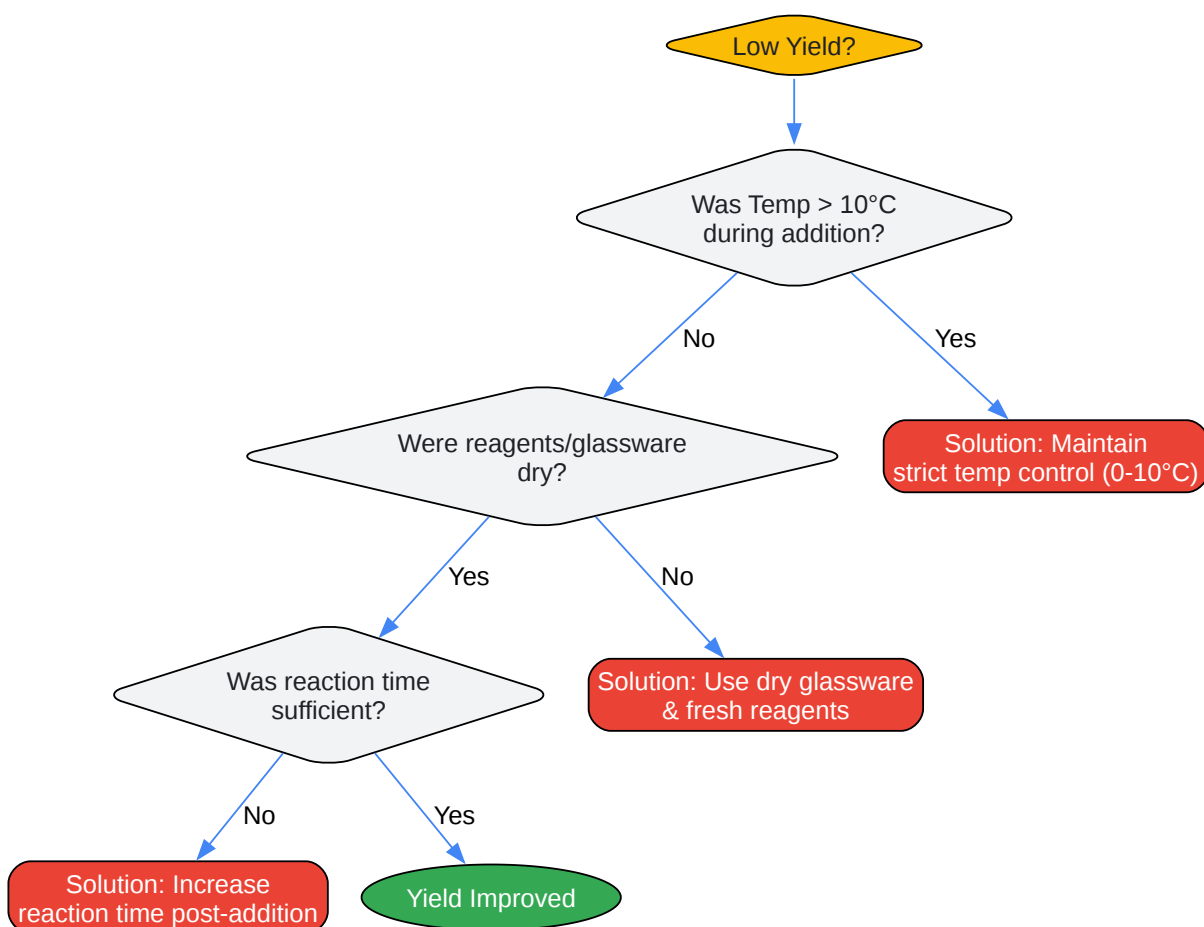 Low Yield?
Was Temp > 10°C
during addition?
No
Yes
Were reagents/glassware
dry?
Solution: Maintain
strict temp control (0-10°C)
Yes
No
Was reaction time
sufficient?
Solution: Use dry glassware
& fresh reagents
No
Yes
Solution: Increase
reaction time post-addition
Yield Improved